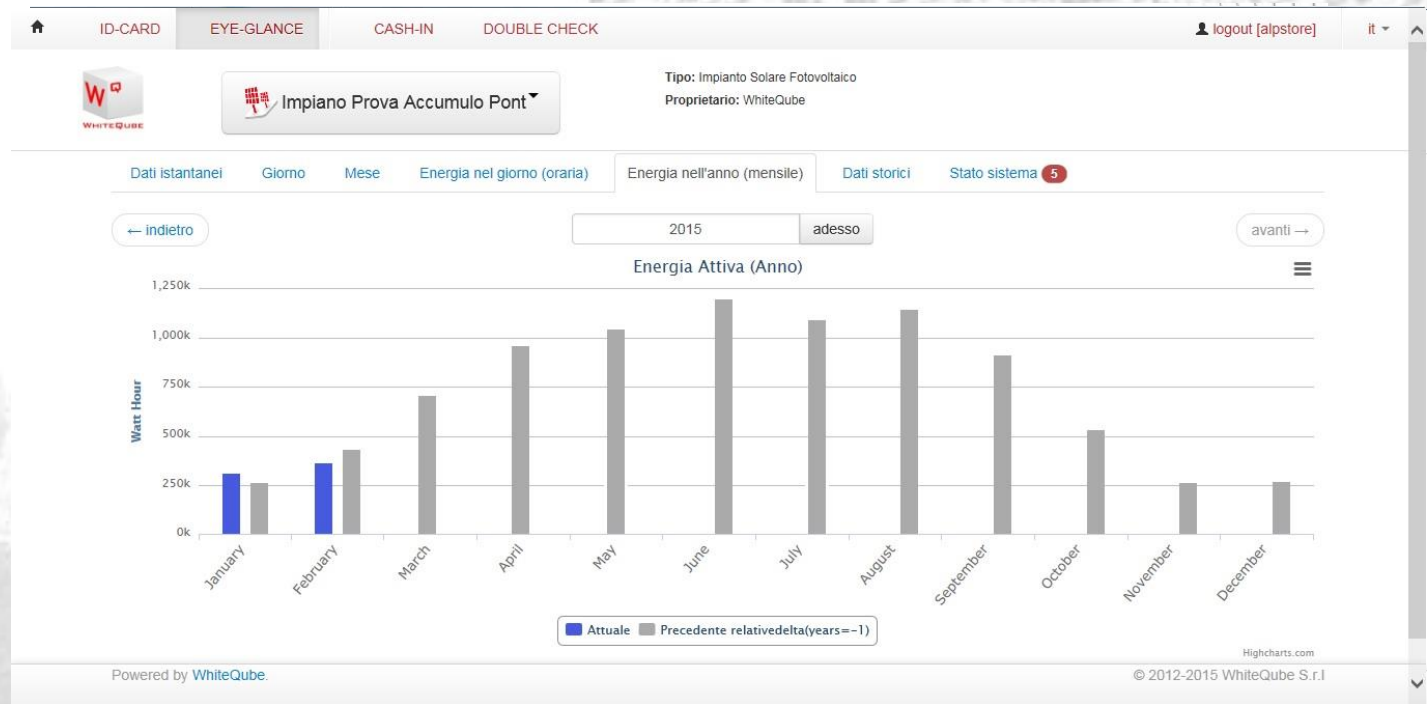 ID-CARD EYE-GLANCE CASH-IN DOUBLE CHECK logout [alpstore] it
WQ
WHITEQUBE
Impiano Prova Accumulo Pont
Tipo: Impianto Solare Fotovoltaico
Proprietario: WhiteQube
Dati istantanei Giorno Mese Energia nel giorno (oraria) Energia nell'anno (mensile) Dati storici Stato sistema 5
← indietro 2015 adesso avanti →
Energia Attiva (Anno)
Watt Hour
1,250k
1,000k
750k
500k
250k
0k
January February March April May June July August September October November December
Attuale Precedente relativedelta(years=-1)
Highcharts.com
Powered by WhiteQube. © 2012-2015 WhiteQube S.r.l